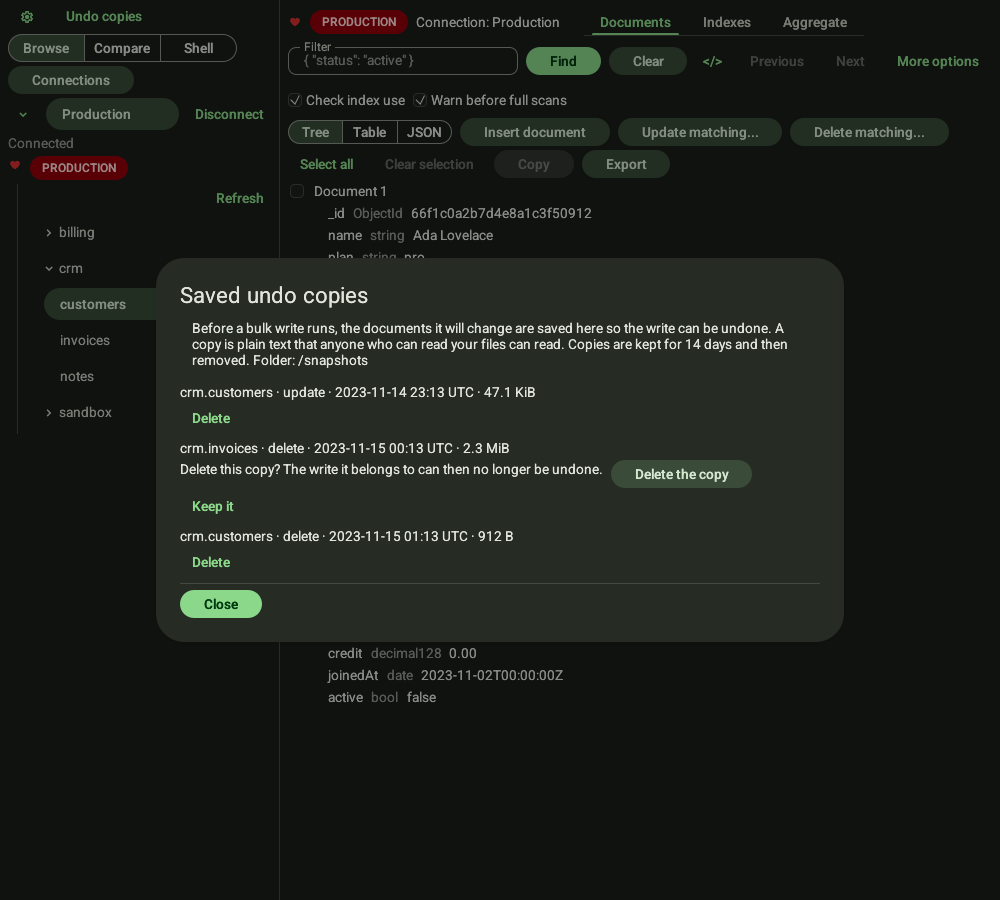 Undo copies
Browse Compare Shell
Connections
Production Disconnect
Connected
PRODUCTION
Refresh
billing
crm
customers
invoices
notes
sandbox
PRODUCTION Connection: Production Documents Indexes Aggregate
Filter
{ "status": "active" } Find Clear </> Previous Next More options
Check index use Warn before full scans
Tree Table JSON Insert document Update matching... Delete matching...
Select all Clear selection Copy Export
Document 1
_id ObjectId 66f1c0a2b7d4e8a1c3f50912
name string Ada Lovelace
plan string pro
Saved undo copies
Before a bulk write runs, the documents it will change are saved here so the write can be undone. A
copy is plain text that anyone who can read your files can read. Copies are kept for 14 days and then
removed. Folder: /snapshots
crm.customers · update · 2023-11-14 23:13 UTC · 47.1 KiB
Delete
crm.invoices · delete · 2023-11-15 00:13 UTC · 2.3 MiB
Delete this copy? The write it belongs to can then no longer be undone. Delete the copy
Keep it
crm.customers · delete · 2023-11-15 01:13 UTC · 912 B
Delete
Close
credit decimal128 0.00
joinedAt date 2023-11-02T00:00:00Z
active bool false